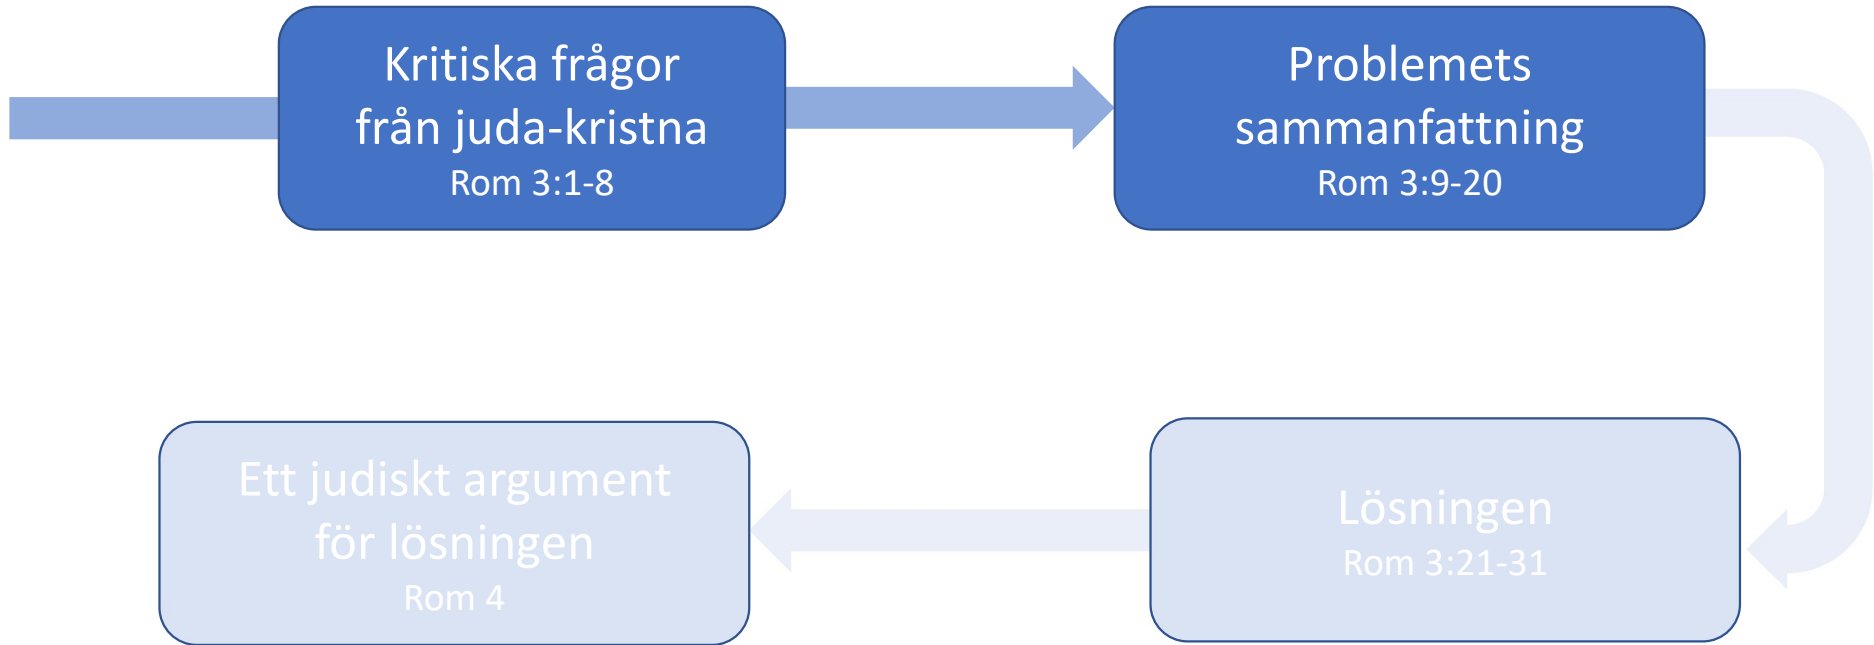 Kritiska frågor
från juda-kristna
Rom 3:1-8
Problemets
sammanfattning
Rom 3:9-20
Lösningen
Rom 3:21-31
Ett judiskt argument
för lösningen
Rom 4